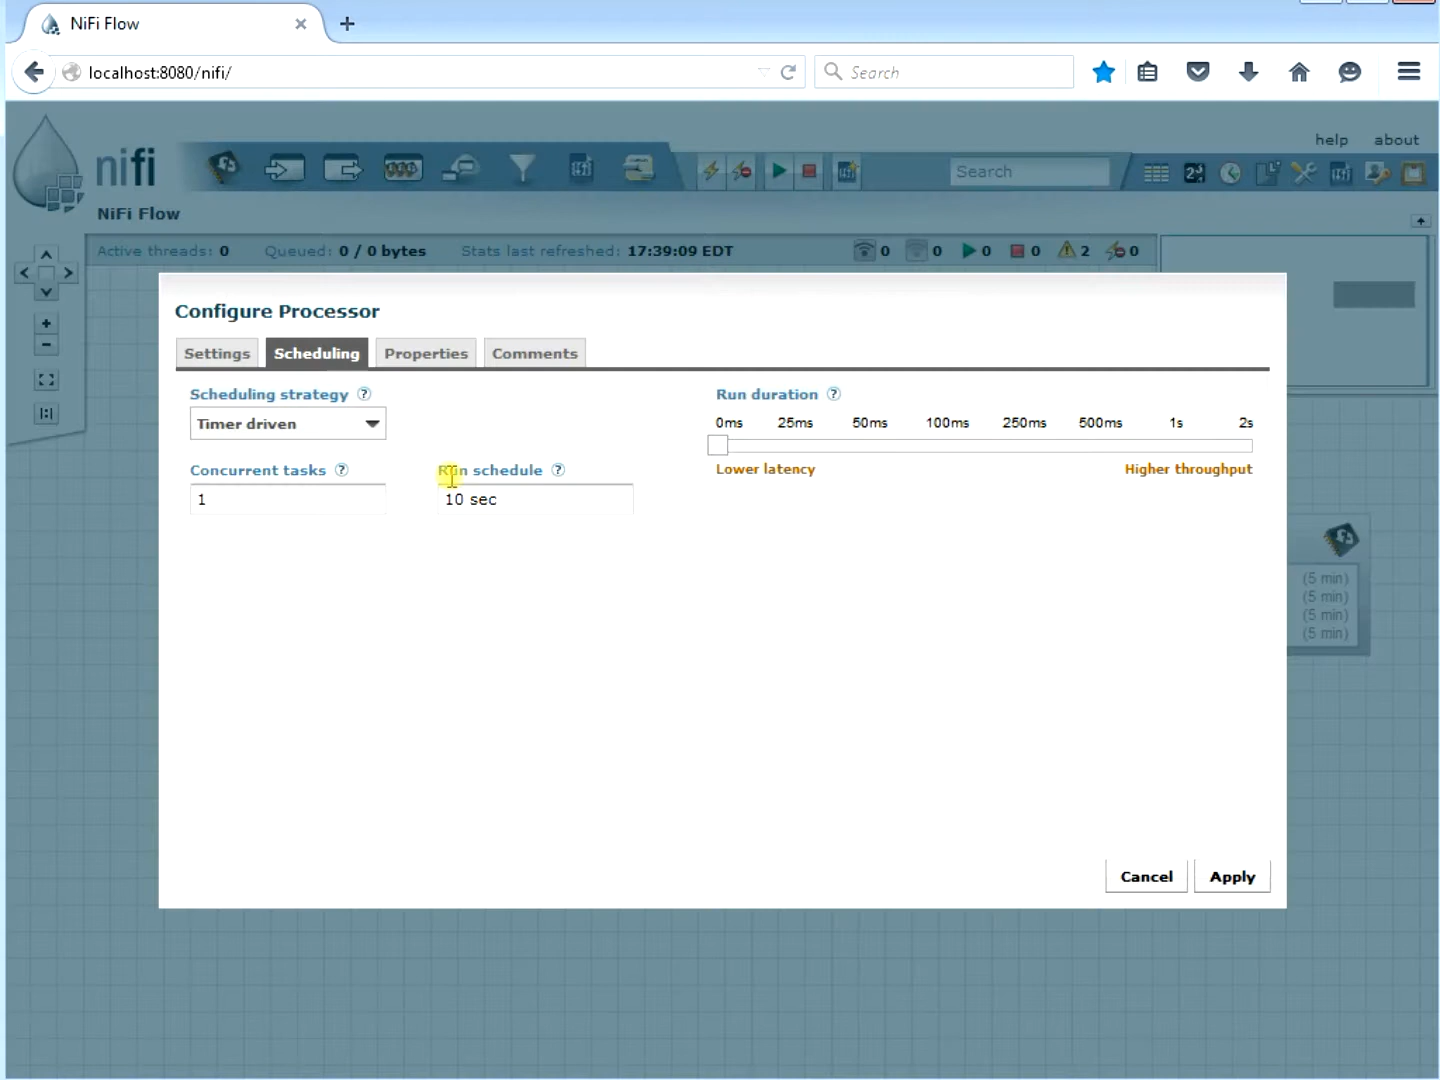 NiFi Flow
localhost:8080/nifi/
Search
help about
nifi
Search
NiFi Flow
Active threads: 0 Queued: 0 / 0 bytes Stats last refreshed: 17:39:09 EDT 0 0 0 0 2 0
Configure Processor
Settings Scheduling Properties Comments
Scheduling strategy ? Run duration ?
Timer driven 0ms 25ms 50ms 100ms 250ms 500ms 1s 2s
Concurrent tasks ? Run schedule ? Lower latency Higher throughput
1 10 sec
(5 min)
(5 min)
(5 min)
(5 min)
Cancel Apply